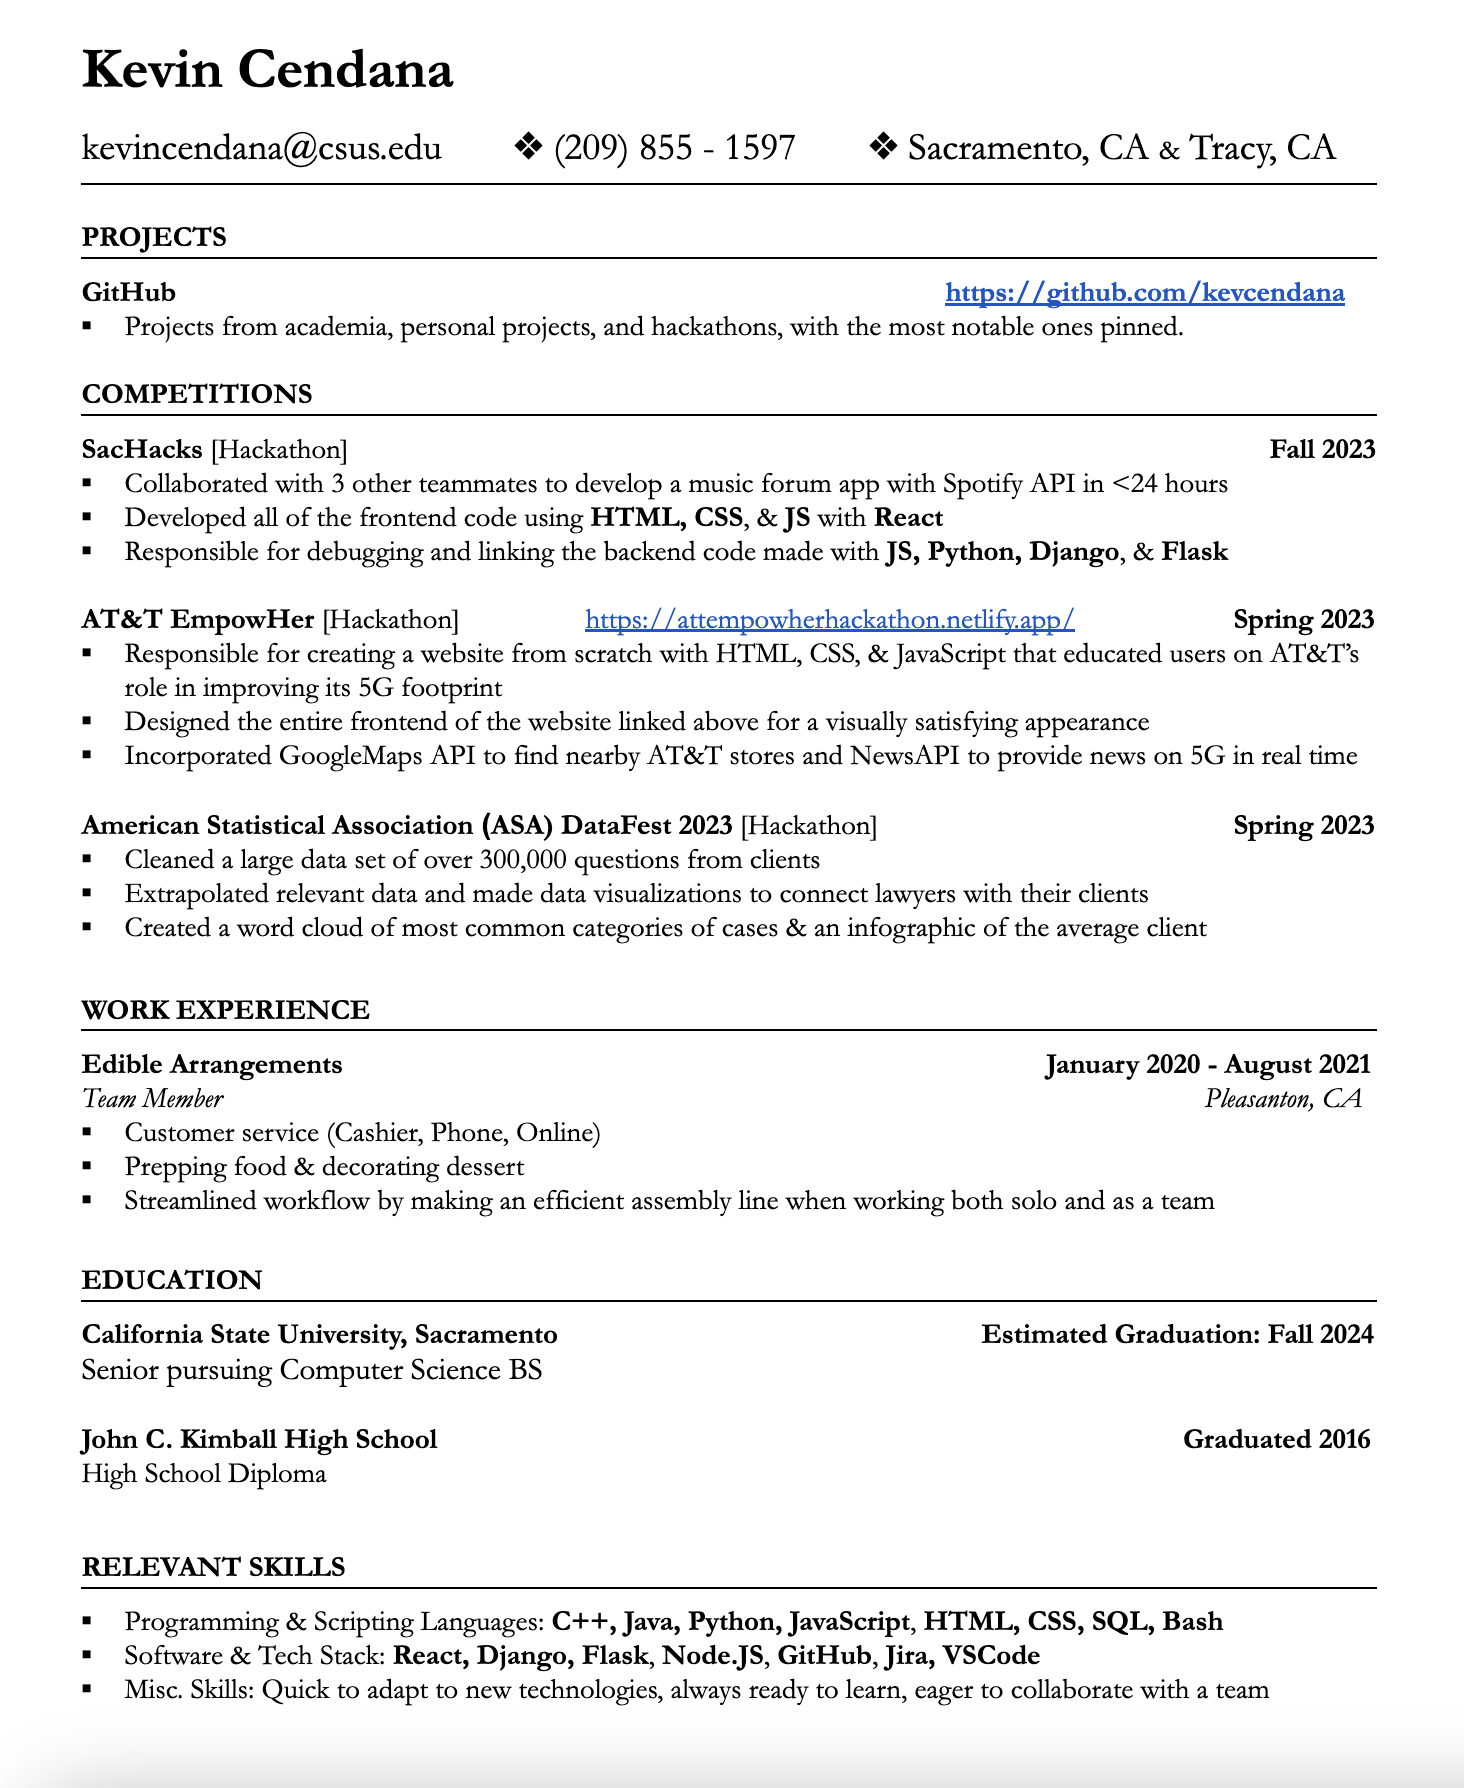 Kevin Cendana
kevincendana@csus.edu ❖ (209) 855 - 1597 ❖ Sacramento, CA & Tracy, CA
PROJECTS
GitHub https://github.com/kevcendana
▪ Projects from academia, personal projects, and hackathons, with the most notable ones pinned.
COMPETITIONS
SacHacks [Hackathon] Fall 2023
▪ Collaborated with 3 other teammates to develop a music forum app with Spotify API in <24 hours
▪ Developed all of the frontend code using HTML, CSS, & JS with React
▪ Responsible for debugging and linking the backend code made with JS, Python, Django, & Flask
AT&T EmpowHer [Hackathon] https://attempowherhackathon.netlify.app/ Spring 2023
▪ Responsible for creating a website from scratch with HTML, CSS, & JavaScript that educated users on AT&T’s
role in improving its 5G footprint
▪ Designed the entire frontend of the website linked above for a visually satisfying appearance
▪ Incorporated GoogleMaps API to find nearby AT&T stores and NewsAPI to provide news on 5G in real time
American Statistical Association (ASA) DataFest 2023 [Hackathon] Spring 2023
▪ Cleaned a large data set of over 300,000 questions from clients
▪ Extrapolated relevant data and made data visualizations to connect lawyers with their clients
▪ Created a word cloud of most common categories of cases & an infographic of the average client
WORK EXPERIENCE
Edible Arrangements January 2020 - August 2021
Team Member Pleasanton, CA
▪ Customer service (Cashier, Phone, Online)
▪ Prepping food & decorating dessert
▪ Streamlined workflow by making an efficient assembly line when working both solo and as a team
EDUCATION
California State University, Sacramento Estimated Graduation: Fall 2024
Senior pursuing Computer Science BS
John C. Kimball High School Graduated 2016
High School Diploma
RELEVANT SKILLS
▪ Programming & Scripting Languages: C++, Java, Python, JavaScript, HTML, CSS, SQL, Bash
▪ Software & Tech Stack: React, Django, Flask, Node.JS, GitHub, Jira, VSCode
▪ Misc. Skills: Quick to adapt to new technologies, always ready to learn, eager to collaborate with a team